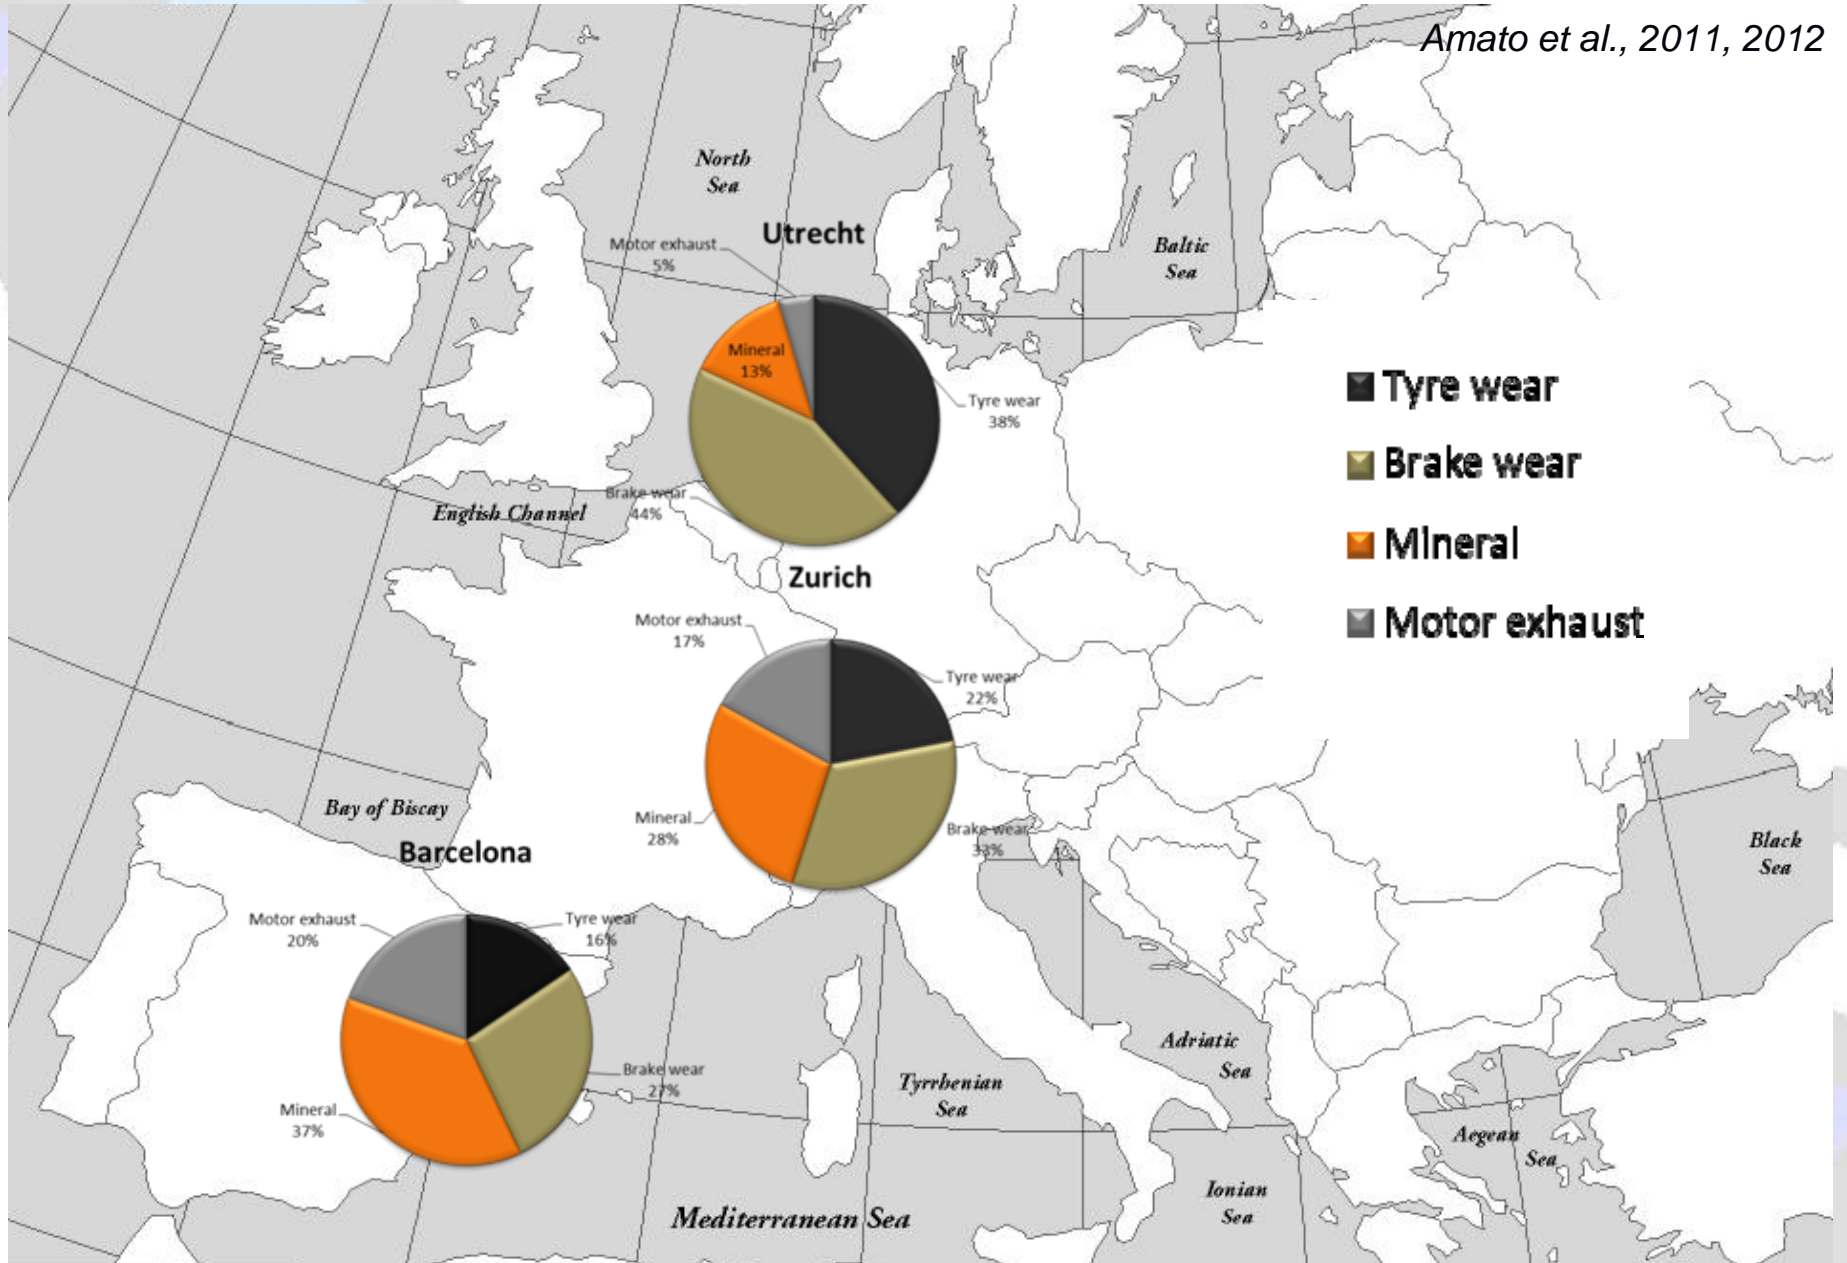 Amato et al., 2011, 2012
North
Sea
Utrecht
Motor exhaust
5%
Baltic
Sea
Mineral
13%
Tyre wear
38%
Brake wear
44%
English Channel
Tyre wear
Brake wear
Mineral
Motor exhaust
Zurich
Motor exhaust
17%
Tyre wear
22%
Mineral
28%
Brake wear
33%
Bay of Biscay
Black
Sea
Barcelona
Motor exhaust
20%
Tyre wear
16%
Brake wear
27%
Mineral
37%
Adriatic
Sea
Tyrrhenian
Sea
Aegean
Sea
Ionian
Sea
Mediterranean Sea